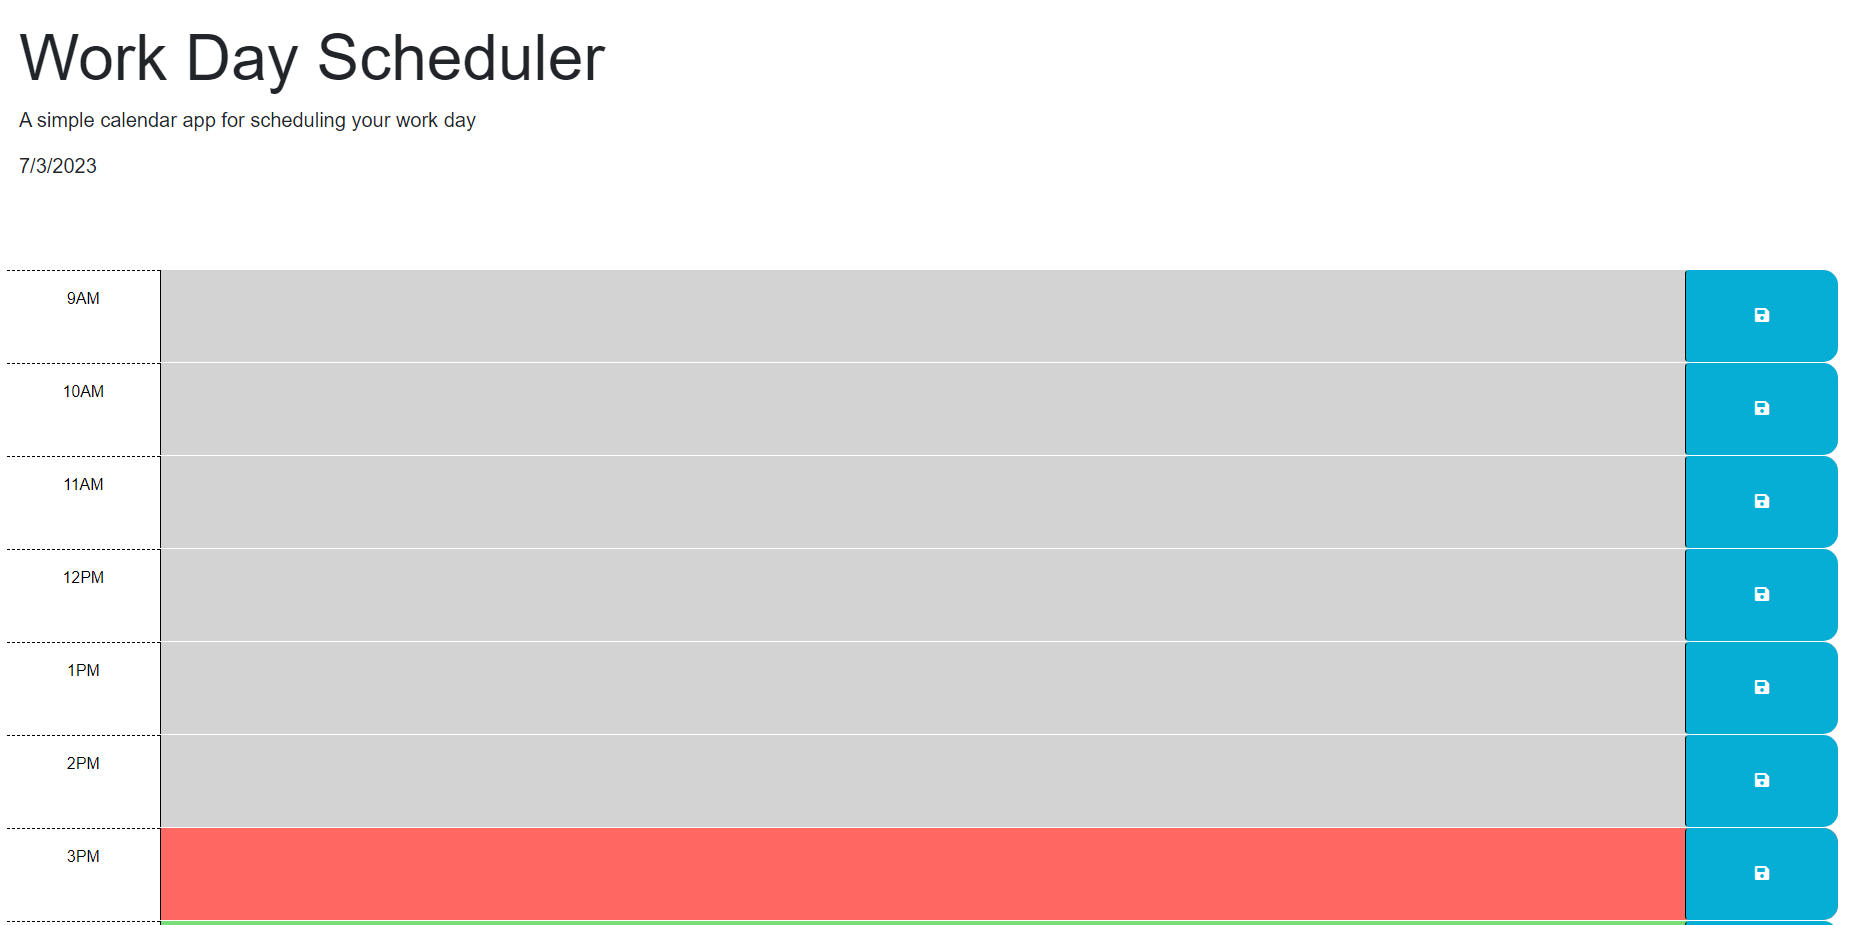 Work Day Scheduler
A simple calendar app for scheduling your work day
7/3/2023
9AM
10AM
11AM
12PM
1PM
2PM
3PM